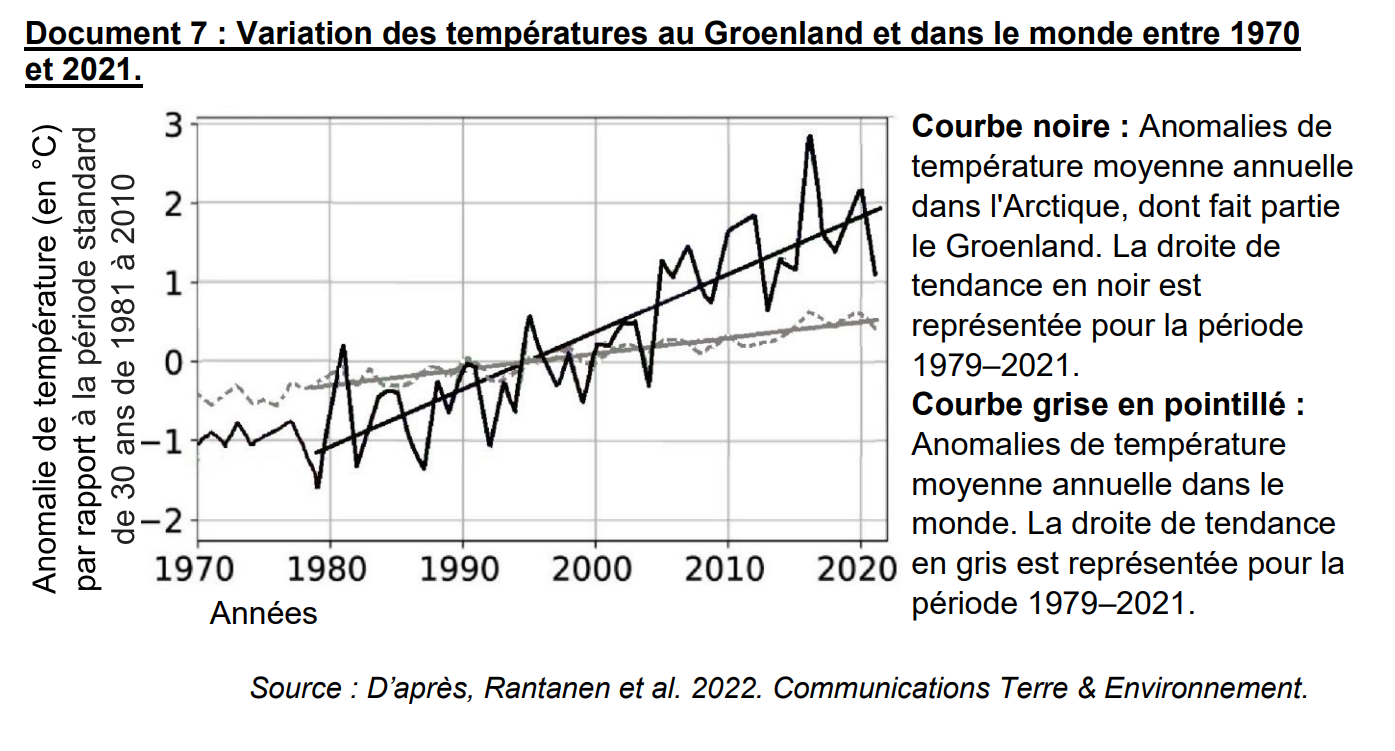 Document 7 : Variation des températures au Groenland et dans le monde entre 1970
et 2021.
Anomalie de température (en °C)
par rapport à la période standard
de 30 ans de 1981 à 2010
3
2
1
0
−1
−2
1970 1980 1990 2000 2010 2020
Années
Courbe noire : Anomalies de
température moyenne annuelle
dans l'Arctique, dont fait partie
le Groenland. La droite de
tendance en noir est
représentée pour la période
1979–2021.
Courbe grise en pointillé :
Anomalies de température
moyenne annuelle dans le
monde. La droite de tendance
en gris est représentée pour la
période 1979–2021.
Source : D’après, Rantanen et al. 2022. Communications Terre & Environnement.